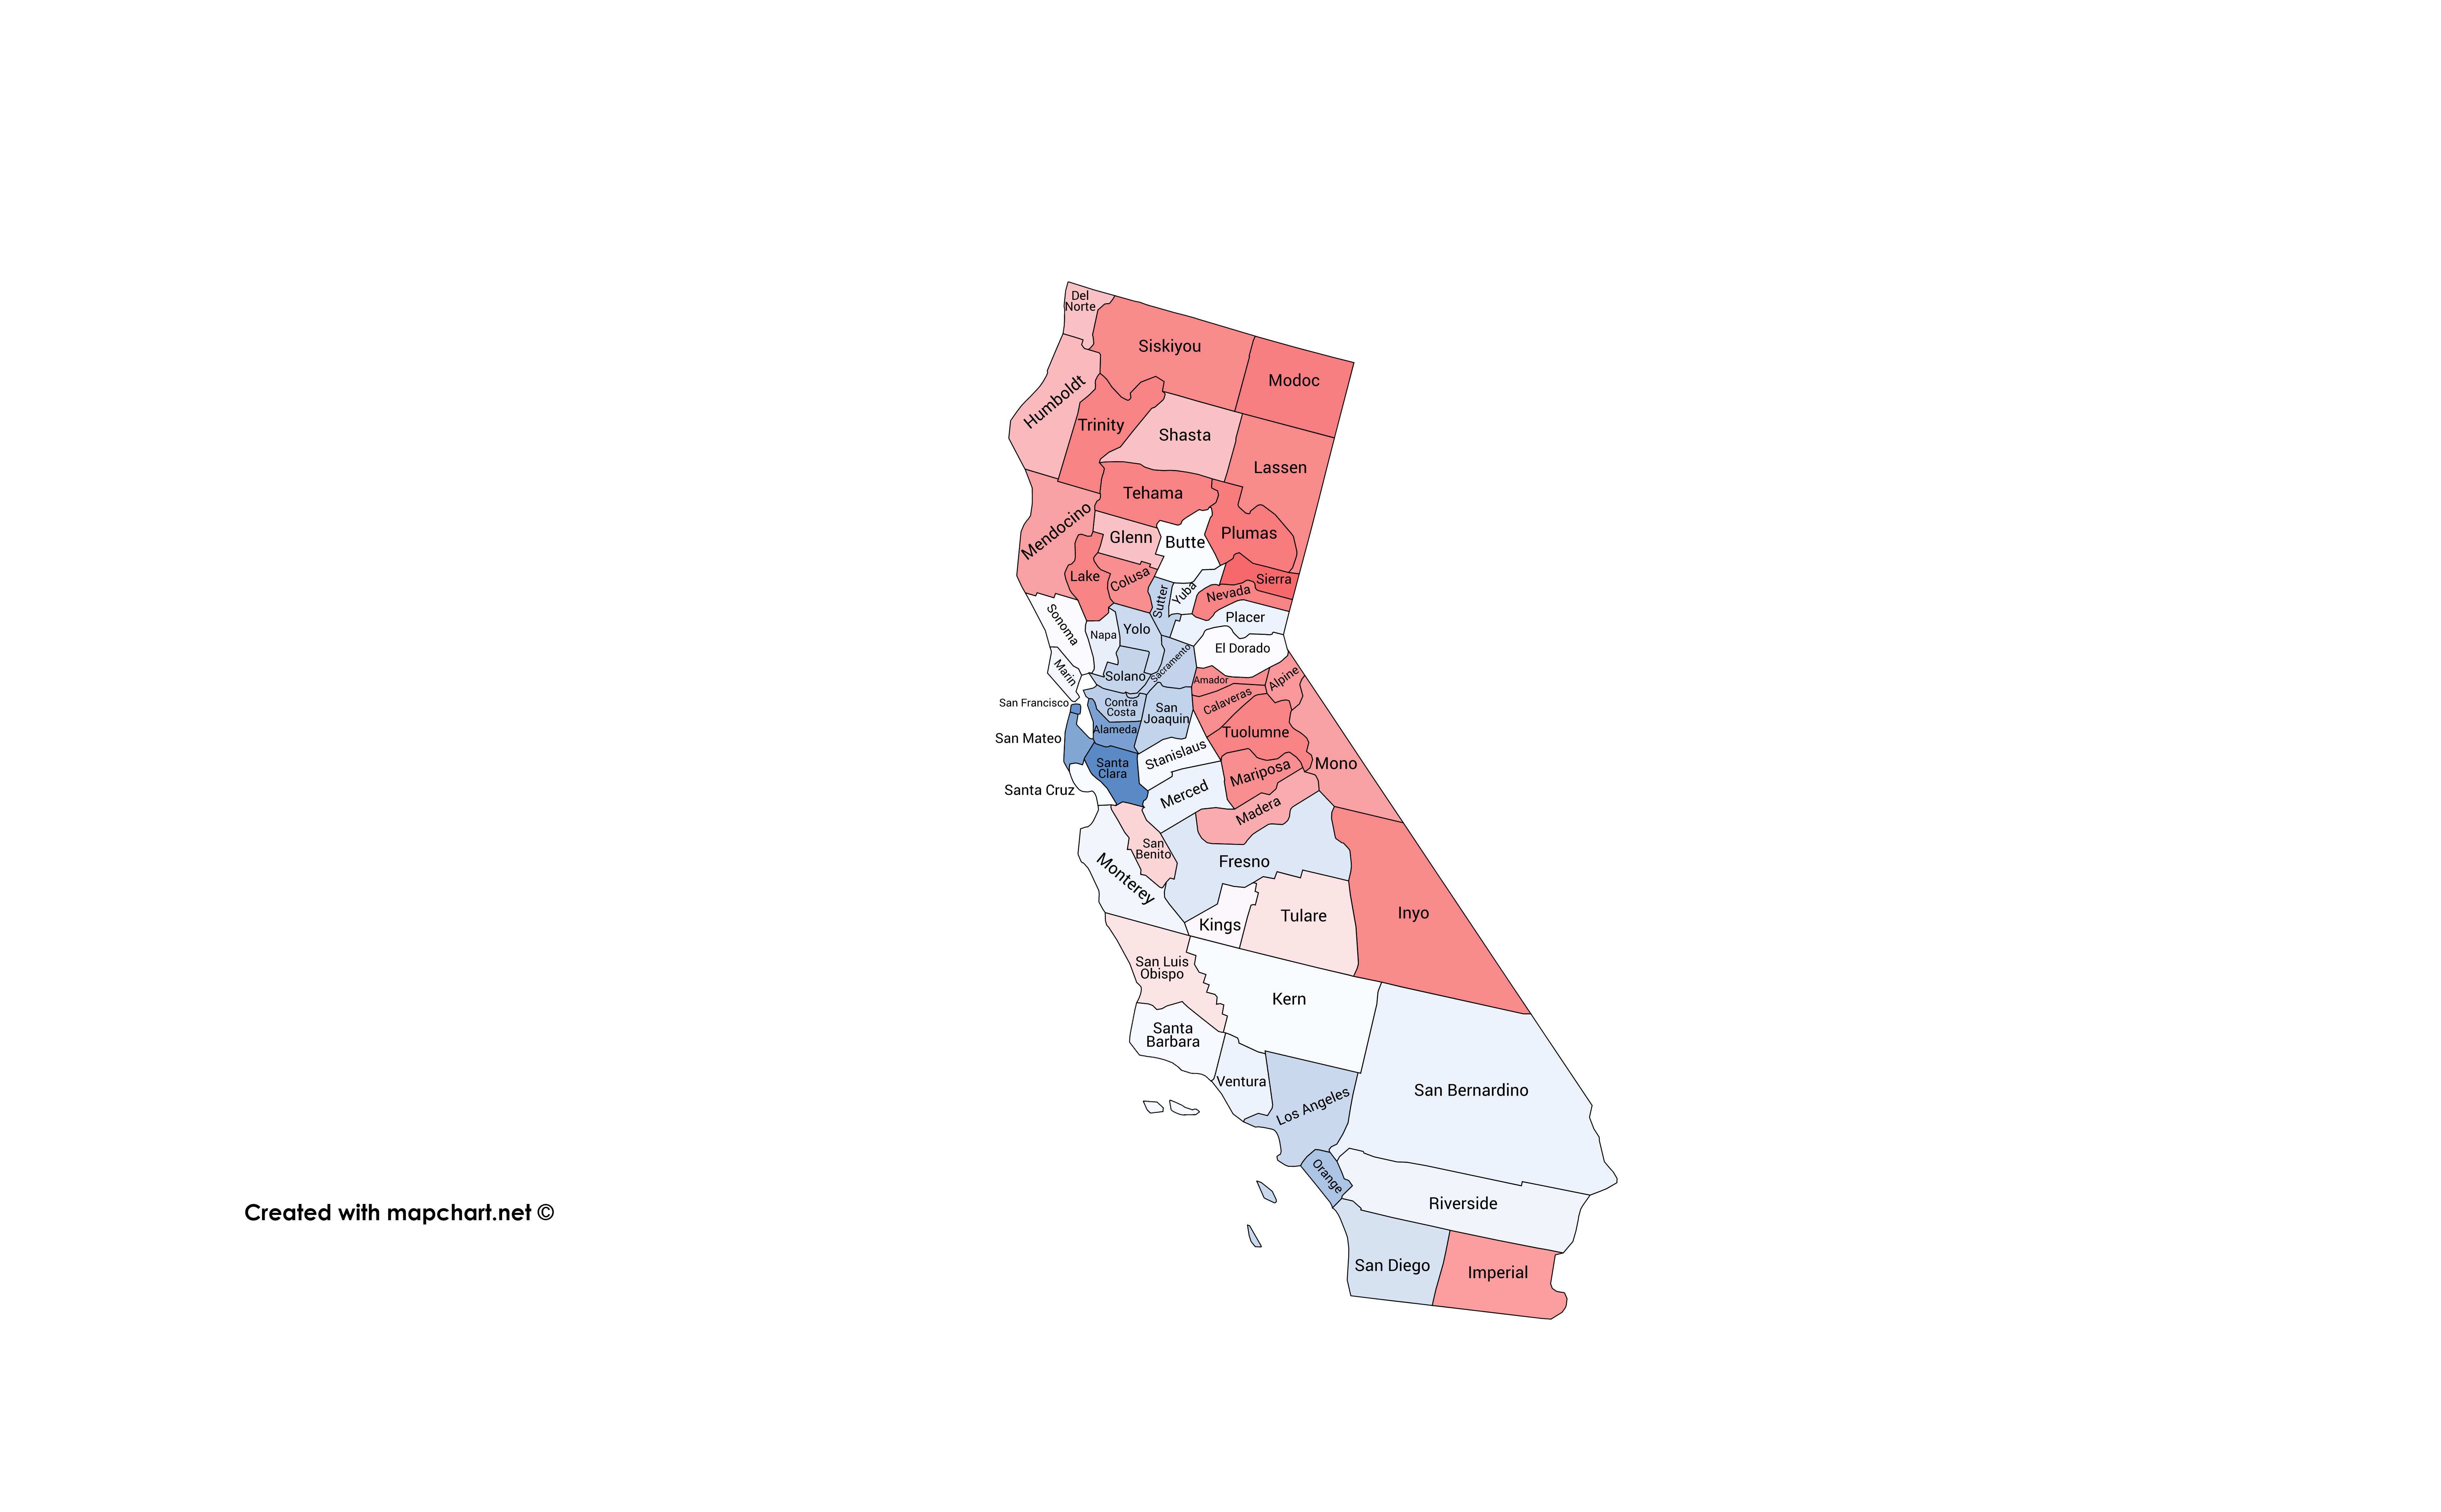 Del
Norte
Siskiyou
Modoc
Humboldt
Trinity
Shasta
Lassen
Tehama
Mendocino
Glenn
Butte
Plumas
Lake
Colusa
Sutter
Yuba
Nevada
Sierra
Sonoma
Napa
Yolo
Placer
El Dorado
Marin
Solano
Sacramento
Amador
Alpine
Calaveras
San Francisco
Contra
Costa
San
Joaquin
Alameda
Tuolumne
San Mateo
Stanislaus
Santa
Clara
Mariposa
Mono
Santa Cruz
Merced
Madera
San
Benito
Fresno
Monterey
Kings
Tulare
Inyo
San Luis
Obispo
Kern
Santa
Barbara
Ventura
Los Angeles
San Bernardino
Orange
Riverside
San Diego
Imperial
Created with mapchart.net ©